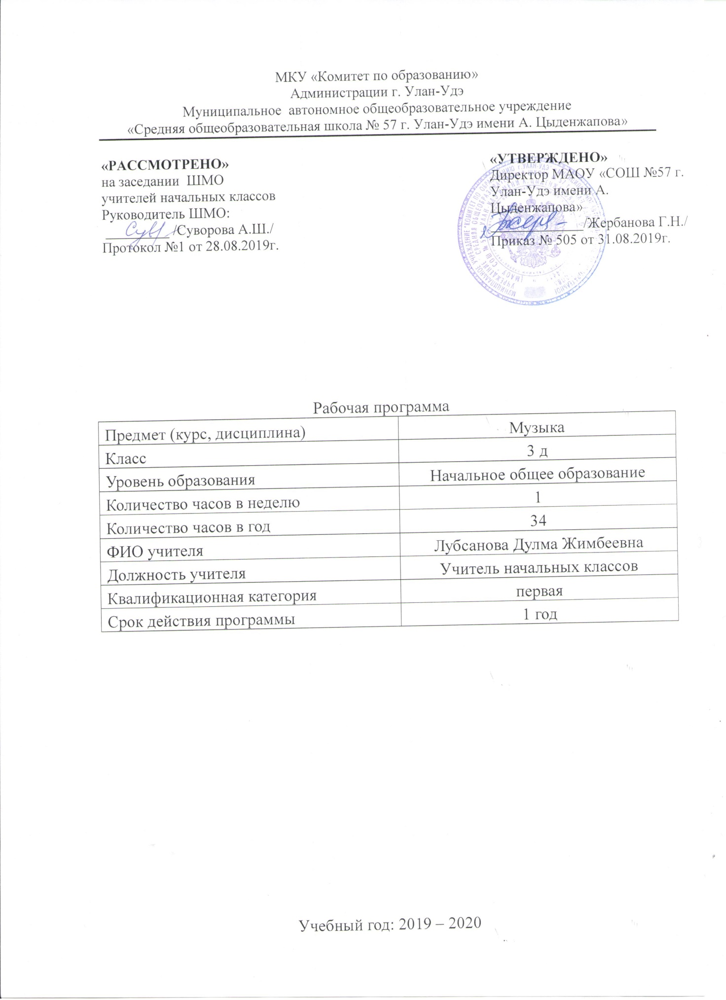 МКУ «Комитет по образованию»
Администрации г. Улан-Удэ
Муниципальное автономное общеобразовательное учреждение
«Средняя общеобразовательная школа № 57 г. Улан-Удэ имени А. Цыденжапова»
«РАССМОТРЕНО»
на заседании ШМО
учителей начальных классов
Руководитель ШМО:
/Суворова А.Ш./
Протокол №1 от 28.08.2019г.
«УТВЕРЖДЕНО»
Директор МАОУ «СОШ №57 г.
Улан-Удэ имени А.
Цыденжапова»
/Жербанова Г.Н./
Приказ № 505 от 31.08.2019г.
Рабочая программа
Предмет (курс, дисциплина) Музыка
Класс 3 д
Уровень образования Начальное общее образование
Количество часов в неделю 1
Количество часов в год 34
ФИО учителя Лубсанова Дулма Жимбеевна
Должность учителя Учитель начальных классов
Квалификационная категория первая
Срок действия программы 1 год
Учебный год: 2019 – 2020